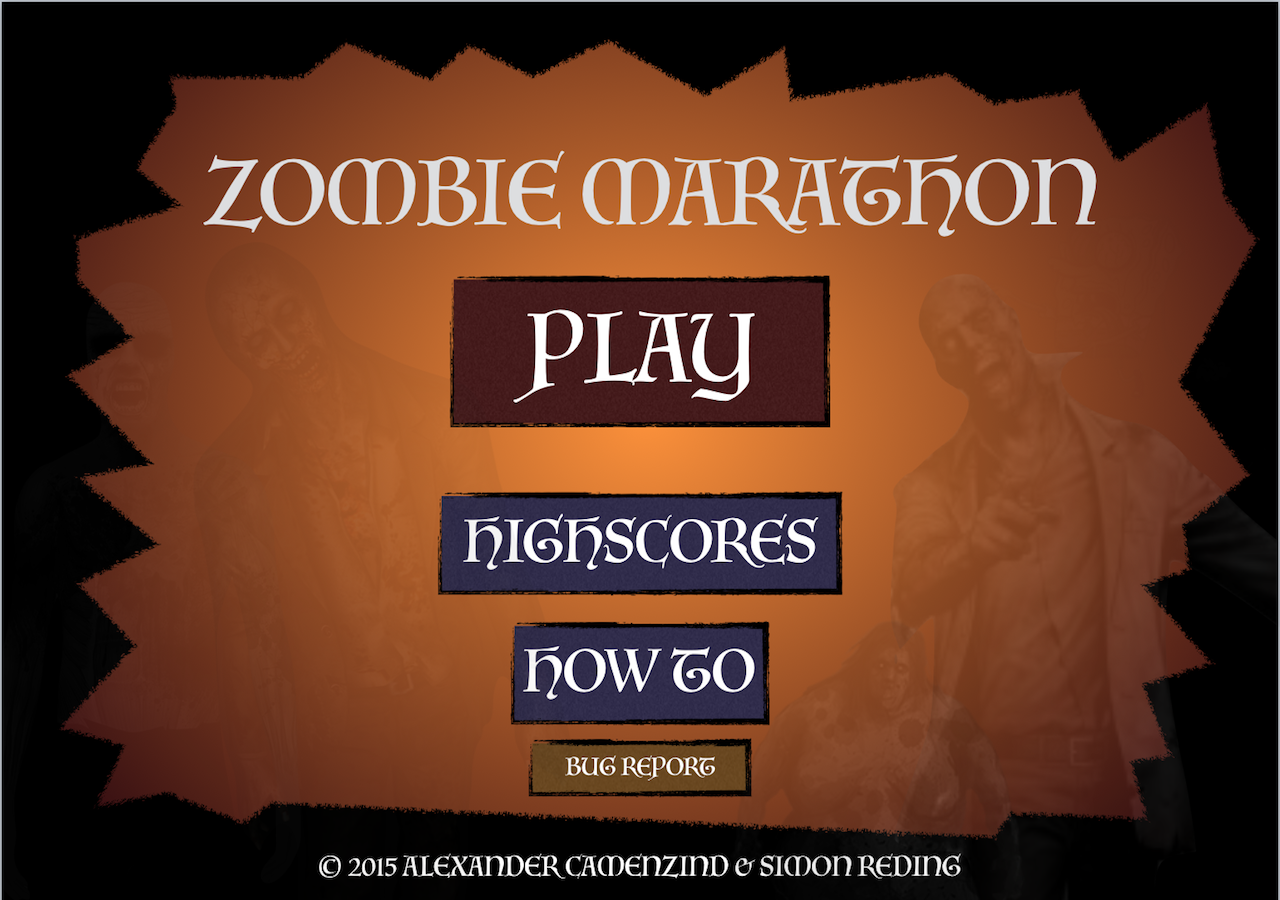 ZOMBIE MARATHON
PLAY
HIGHSCORES
HOW TO
BUG REPORT
© 2015 ALEXANDER CAMENZIND & SIMON REDING